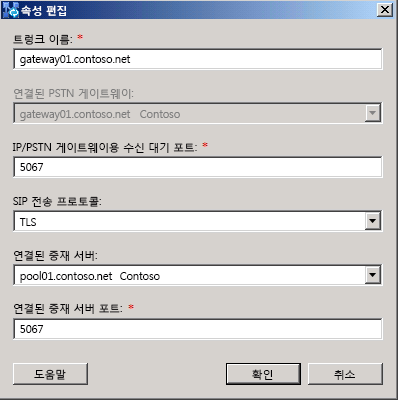 속성 편집
트렁크 이름: *
gateway01.contoso.net
연결된 PSTN 게이트웨이:
gateway01.contoso.net Contoso
IP/PSTN 게이트웨이용 수신 대기 포트: *
5067
SIP 전송 프로토콜:
TLS
연결된 중재 서버:
pool01.contoso.net Contoso
연결된 중재 서버 포트: *
5067
도움말 확인 취소